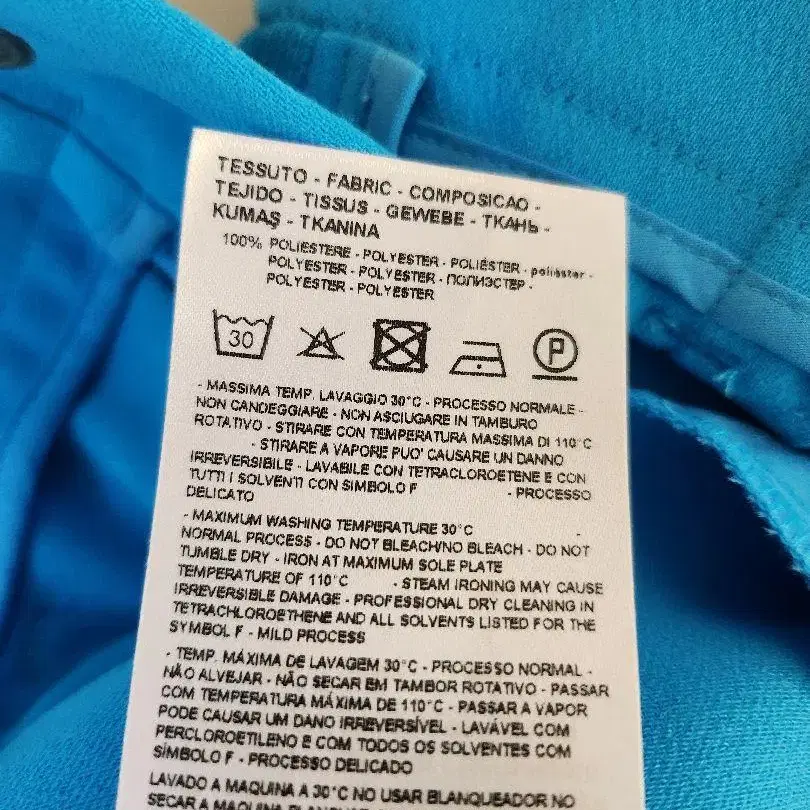 TESSUTO - FABRIC - COMPOSICAO -
TEJIDO - TISSUS - GEWEBE - ТКАНЬ -
KUMAŞ - TKANINA
100% POLIESTERE - POLYESTER - POLIÉSTER - poliéster -
POLYESTER - POLYESTER - ПОЛИЭСТЕР -
POLYESTER - POLYESTER
30
P
- MASSIMA TEMP. LAVAGGIO 30°C - PROCESSO NORMALE -
NON CANDEGGIARE - NON ASCIUGARE IN TAMBURO
ROTATIVO - STIRARE CON TEMPERATURA MASSIMA DI 110°C
- STIRARE A VAPORE PUO' CAUSARE UN DANNO
IRREVERSIBILE - LAVABILE CON TETRACLOROETENE E CON
TUTTI I SOLVENTI CON SIMBOLO F - PROCESSO
DELICATO
- MAXIMUM WASHING TEMPERATURE 30°C -
NORMAL PROCESS - DO NOT BLEACH/NO BLEACH - DO NOT
TUMBLE DRY - IRON AT MAXIMUM SOLE PLATE
TEMPERATURE OF 110°C - STEAM IRONING MAY CAUSE
IRREVERSIBLE DAMAGE - PROFESSIONAL DRY CLEANING IN
TETRACHLOROETHENE AND ALL SOLVENTS LISTED FOR THE
SYMBOL F - MILD PROCESS
- TEMP. MÁXIMA DE LAVAGEM 30°C - PROCESSO NORMAL -
NÃO ALVEJAR - NÃO SECAR EM TAMBOR ROTATIVO - PASSAR
COM TEMPERATURA MÁXIMA DE 110°C - PASSAR A VAPOR
PODE CAUSAR UM DANO IRREVERSÍVEL - LAVÁVEL COM
PERCLOROETILENO E COM TODOS OS SOLVENTES COM
SÍMBOLO F - PROCESSO DELICADO
LAVADO A MAQUINA A 30°C NO USAR BLANQUEADOR NO
SECAR A MAQUINA